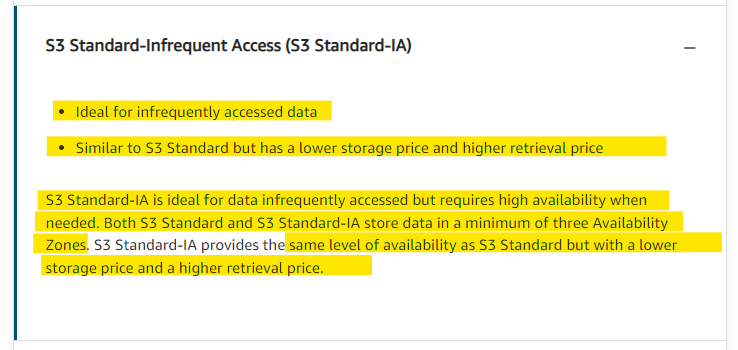 S3 Standard-Infrequent Access (S3 Standard-IA)
• Ideal for infrequently accessed data
• Similar to S3 Standard but has a lower storage price and higher retrieval price
S3 Standard-IA is ideal for data infrequently accessed but requires high availability when
needed. Both S3 Standard and S3 Standard-IA store data in a minimum of three Availability
Zones. S3 Standard-IA provides the same level of availability as S3 Standard but with a lower
storage price and a higher retrieval price.